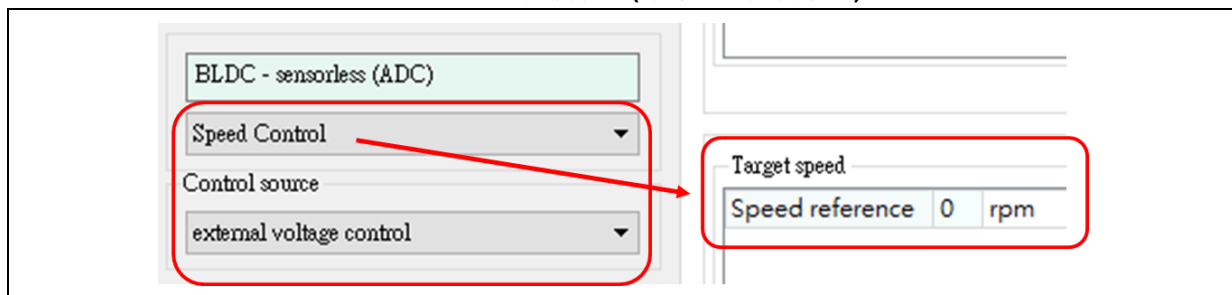 BLDC - sensorless (ADC)
Speed Control
Control source
external voltage control
Target speed
Speed reference 0 rpm